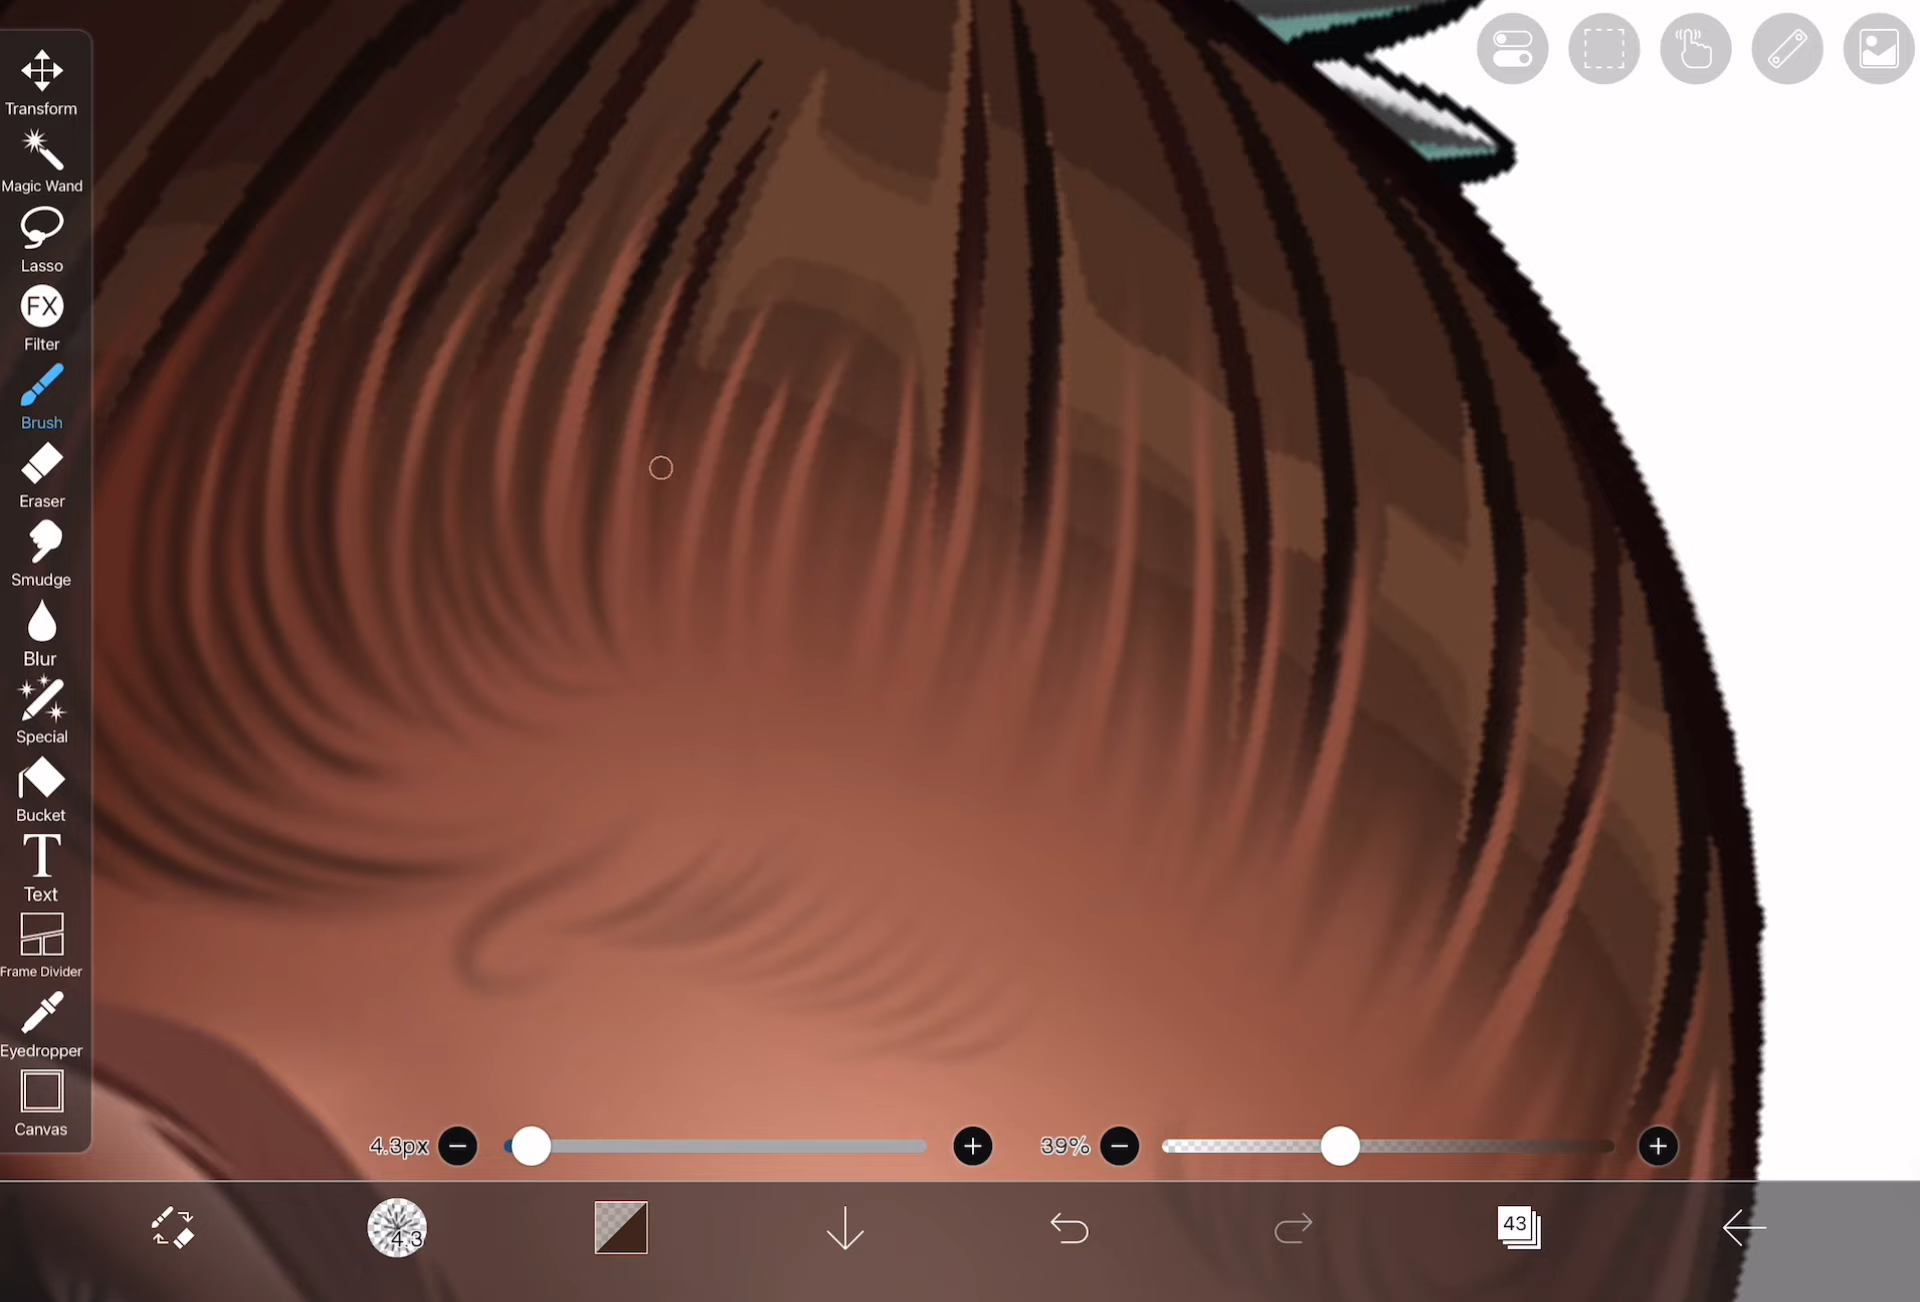 Transform
Magic Wand
Lasso
FX
Filter
Brush
Eraser
Smudge
Blur
Special
Bucket
T
Text
Frame Divider
Eyedropper
Canvas
4.3px
39%
4.3
43